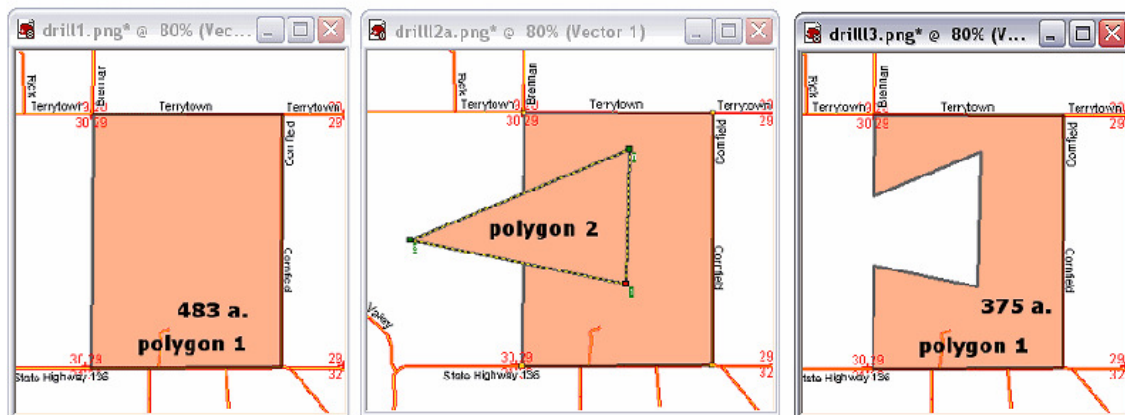 drill1.png* @ 80% (Vec...
Rick
Brennan
Terrytown
Terrytown
Terrytown
30 29
29
Cornfield
Cornfield
483 a.
polygon 1
30 29
29
32
State Highway 136
drilll2a.png* @ 80% (Vector 1)
Rick
Brennan
Terrytown
Terrytown
Terrytown
30 29
29
Cornfield
polygon 2
Cornfield
Valley
30 29
29
32
State Highway 136
drilll3.png* @ 80% (V...
Rick
Brennan
Terrytown
Terrytown
Terrytown
30 29
29
Cornfield
Cornfield
375 a.
polygon 1
30 29
29
32
State Highway 136